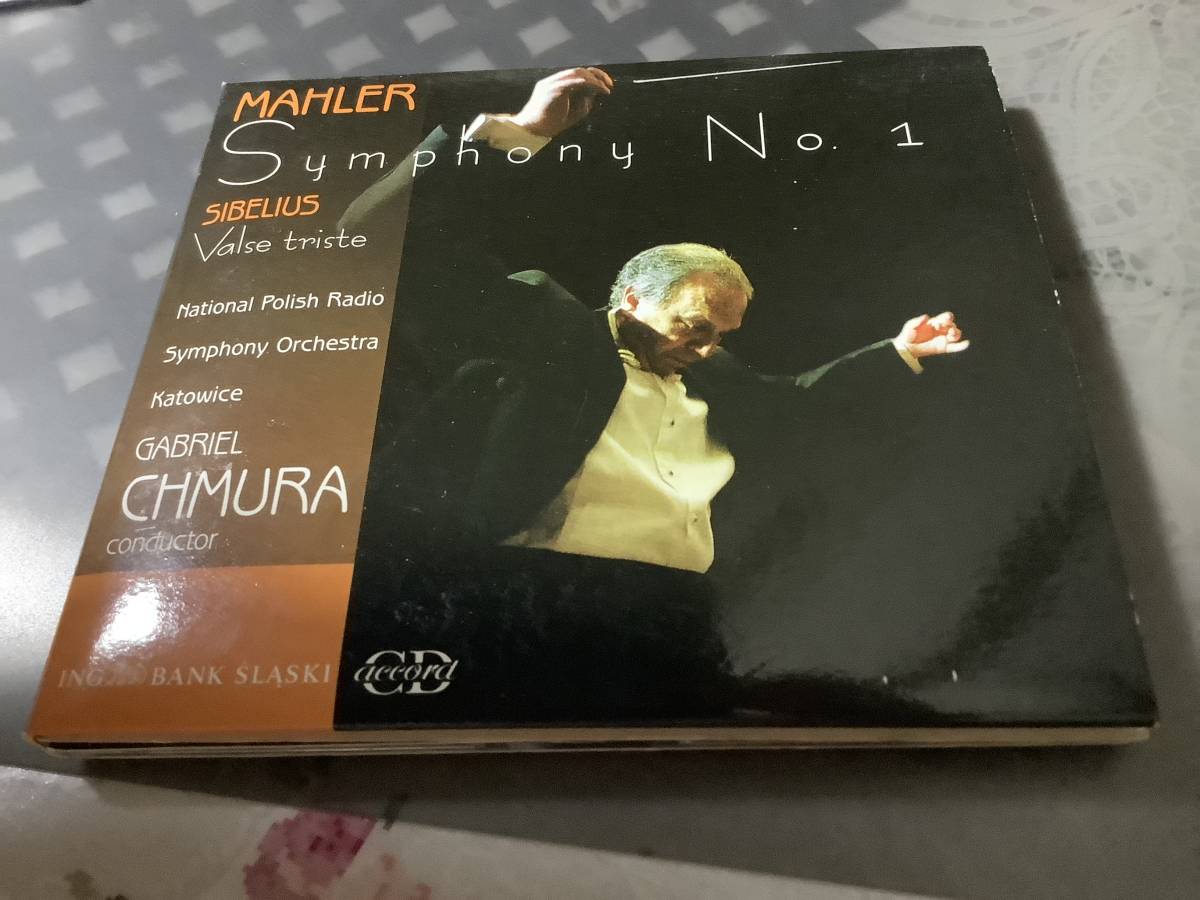 MAHLER
Symphony No. 1
SIBELIUS
Valse triste
National Polish Radio
Symphony Orchestra
Katowice
GABRIEL
CHMURA
conductor
ING BANK ŚLĄSKI
CD accord